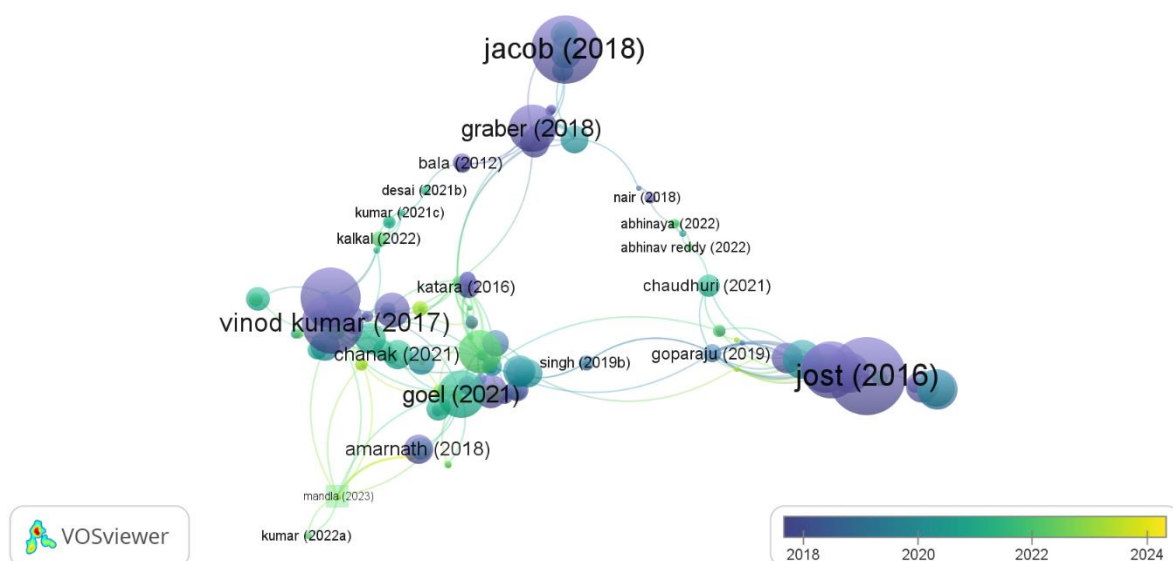 jacob (2018)
graber (2018)
bala (2012)
desai (2021b)
nair (2018)
kumar (2021c)
abhinaya (2022)
kalkal (2022)
abhinav reddy (2022)
katara (2016)
chaudhuri (2021)
vinod kumar (2017)
chanak (2021)
singh (2019b)
goparaju (2019)
jost (2016)
goel (2021)
amarnath (2018)
mandla (2023)
kumar (2022a)
VOSviewer
2018 2020 2022 2024